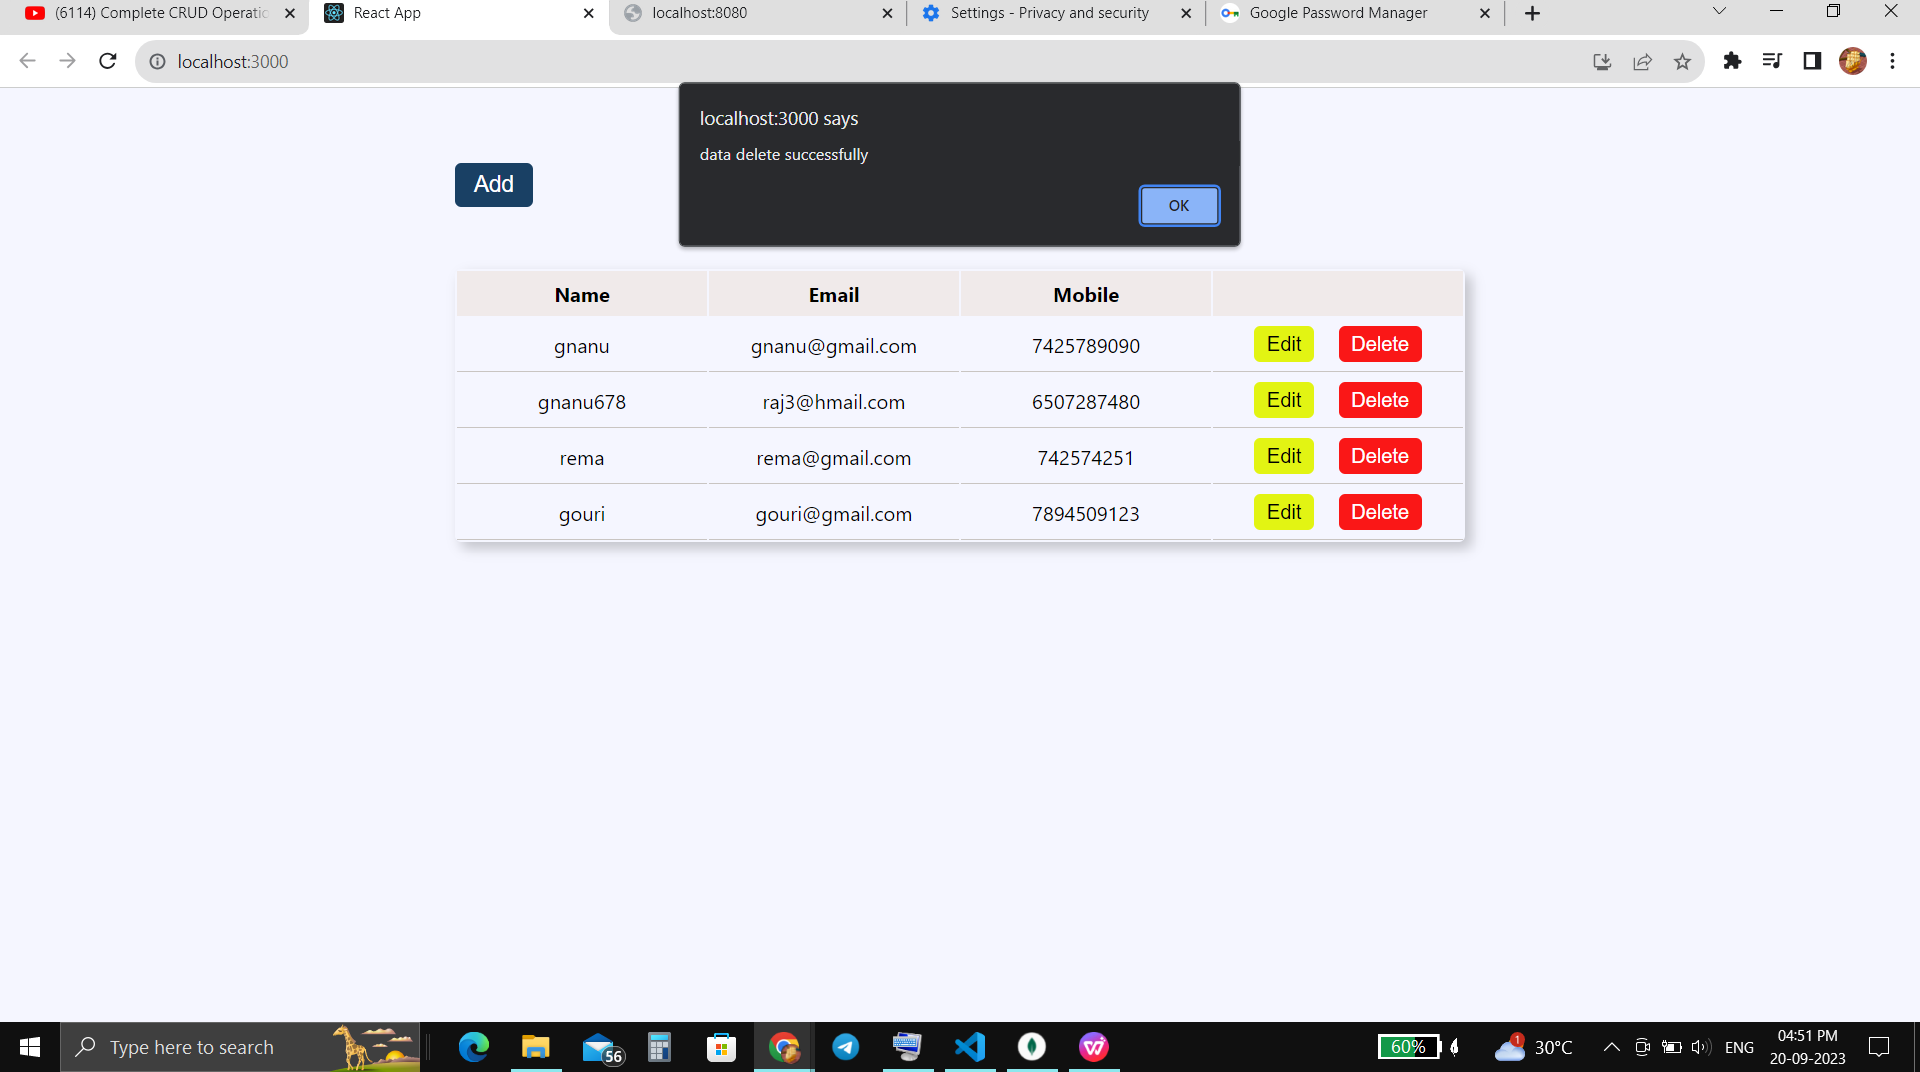 (6114) Complete CRUD Operatic
React App
localhost:8080
Settings - Privacy and security
Google Password Manager
localhost:3000
localhost:3000 says
data delete successfully
OK
Add
Name Email Mobile
gnanu gnanu@gmail.com 7425789090 Edit Delete
gnanu678 raj3@hmail.com 6507287480 Edit Delete
rema rema@gmail.com 742574251 Edit Delete
gouri gouri@gmail.com 7894509123 Edit Delete
Type here to search
56
60%
1
30°C
ENG
04:51 PM
20-09-2023